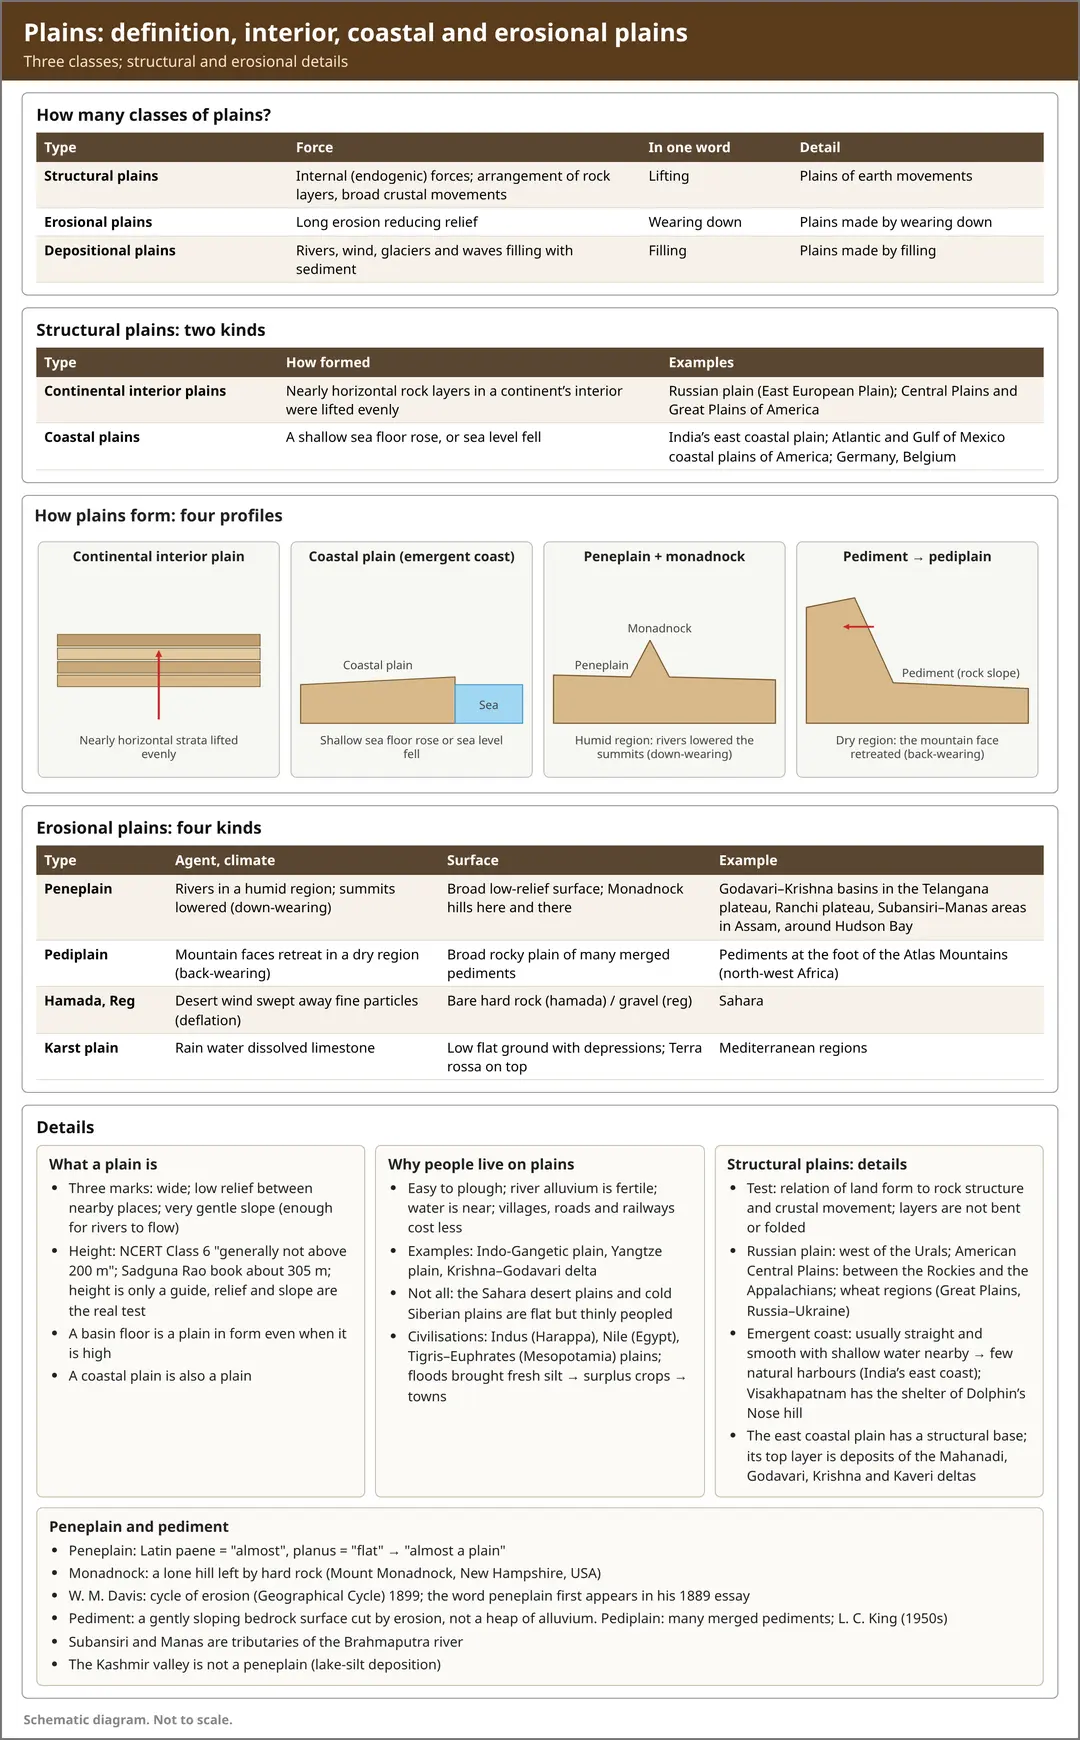 Plains: definition, interior, coastal and erosional plains
Three classes; structural and erosional details
How many classes of plains?
Type Force In one word Detail
Structural plains Internal (endogenic) forces; arrangement of rock Lifting Plains of earth movements
layers, broad crustal movements
Erosional plains Long erosion reducing relief Wearing down Plains made by wearing down
Depositional plains Rivers, wind, glaciers and waves filling with Filling Plains made by filling
sediment
Structural plains: two kinds
Type How formed Examples
Continental interior plains Nearly horizontal rock layers in a continent’s interior Russian plain (East European Plain); Central Plains and
were lifted evenly Great Plains of America
Coastal plains A shallow sea floor rose, or sea level fell India’s east coastal plain; Atlantic and Gulf of Mexico
coastal plains of America; Germany, Belgium
How plains form: four profiles
Continental interior plain
Nearly horizontal strata lifted
evenly
Coastal plain (emergent coast)
Coastal plain
Sea
Shallow sea floor rose or sea level
fell
Peneplain + monadnock
Monadnock
Peneplain
Humid region: rivers lowered the
summits (down-wearing)
Pediment → pediplain
Pediment (rock slope)
Dry region: the mountain face
retreated (back-wearing)
Erosional plains: four kinds
Type Agent, climate Surface Example
Peneplain Rivers in a humid region; summits Broad low-relief surface; Monadnock Godavari–Krishna basins in the Telangana
lowered (down-wearing) hills here and there plateau, Ranchi plateau, Subansiri–Manas areas
in Assam, around Hudson Bay
Pediplain Mountain faces retreat in a dry region Broad rocky plain of many merged Pediments at the foot of the Atlas Mountains
(back-wearing) pediments (north-west Africa)
Hamada, Reg Desert wind swept away fine particles Bare hard rock (hamada) / gravel (reg) Sahara
(deflation)
Karst plain Rain water dissolved limestone Low flat ground with depressions; Terra Mediterranean regions
rossa on top
Details
What a plain is
• Three marks: wide; low relief between
nearby places; very gentle slope (enough
for rivers to flow)
• Height: NCERT Class 6 "generally not above
200 m"; Sadguna Rao book about 305 m;
height is only a guide, relief and slope are
the real test
• A basin floor is a plain in form even when it
is high
• A coastal plain is also a plain
Why people live on plains
• Easy to plough; river alluvium is fertile;
water is near; villages, roads and railways
cost less
• Examples: Indo-Gangetic plain, Yangtze
plain, Krishna–Godavari delta
• Not all: the Sahara desert plains and cold
Siberian plains are flat but thinly peopled
• Civilisations: Indus (Harappa), Nile (Egypt),
Tigris–Euphrates (Mesopotamia) plains;
floods brought fresh silt → surplus crops →
towns
Structural plains: details
• Test: relation of land form to rock structure
and crustal movement; layers are not bent
or folded
• Russian plain: west of the Urals; American
Central Plains: between the Rockies and the
Appalachians; wheat regions (Great Plains,
Russia–Ukraine)
• Emergent coast: usually straight and
smooth with shallow water nearby → few
natural harbours (India’s east coast);
Visakhapatnam has the shelter of Dolphin’s
Nose hill
• The east coastal plain has a structural base;
its top layer is deposits of the Mahanadi,
Godavari, Krishna and Kaveri deltas
Peneplain and pediment
• Peneplain: Latin paene = "almost", planus = "flat" → "almost a plain"
• Monadnock: a lone hill left by hard rock (Mount Monadnock, New Hampshire, USA)
• W. M. Davis: cycle of erosion (Geographical Cycle) 1899; the word peneplain first appears in his 1889 essay
• Pediment: a gently sloping bedrock surface cut by erosion, not a heap of alluvium. Pediplain: many merged pediments; L. C. King (1950s)
• Subansiri and Manas are tributaries of the Brahmaputra river
• The Kashmir valley is not a peneplain (lake-silt deposition)
Schematic diagram. Not to scale.